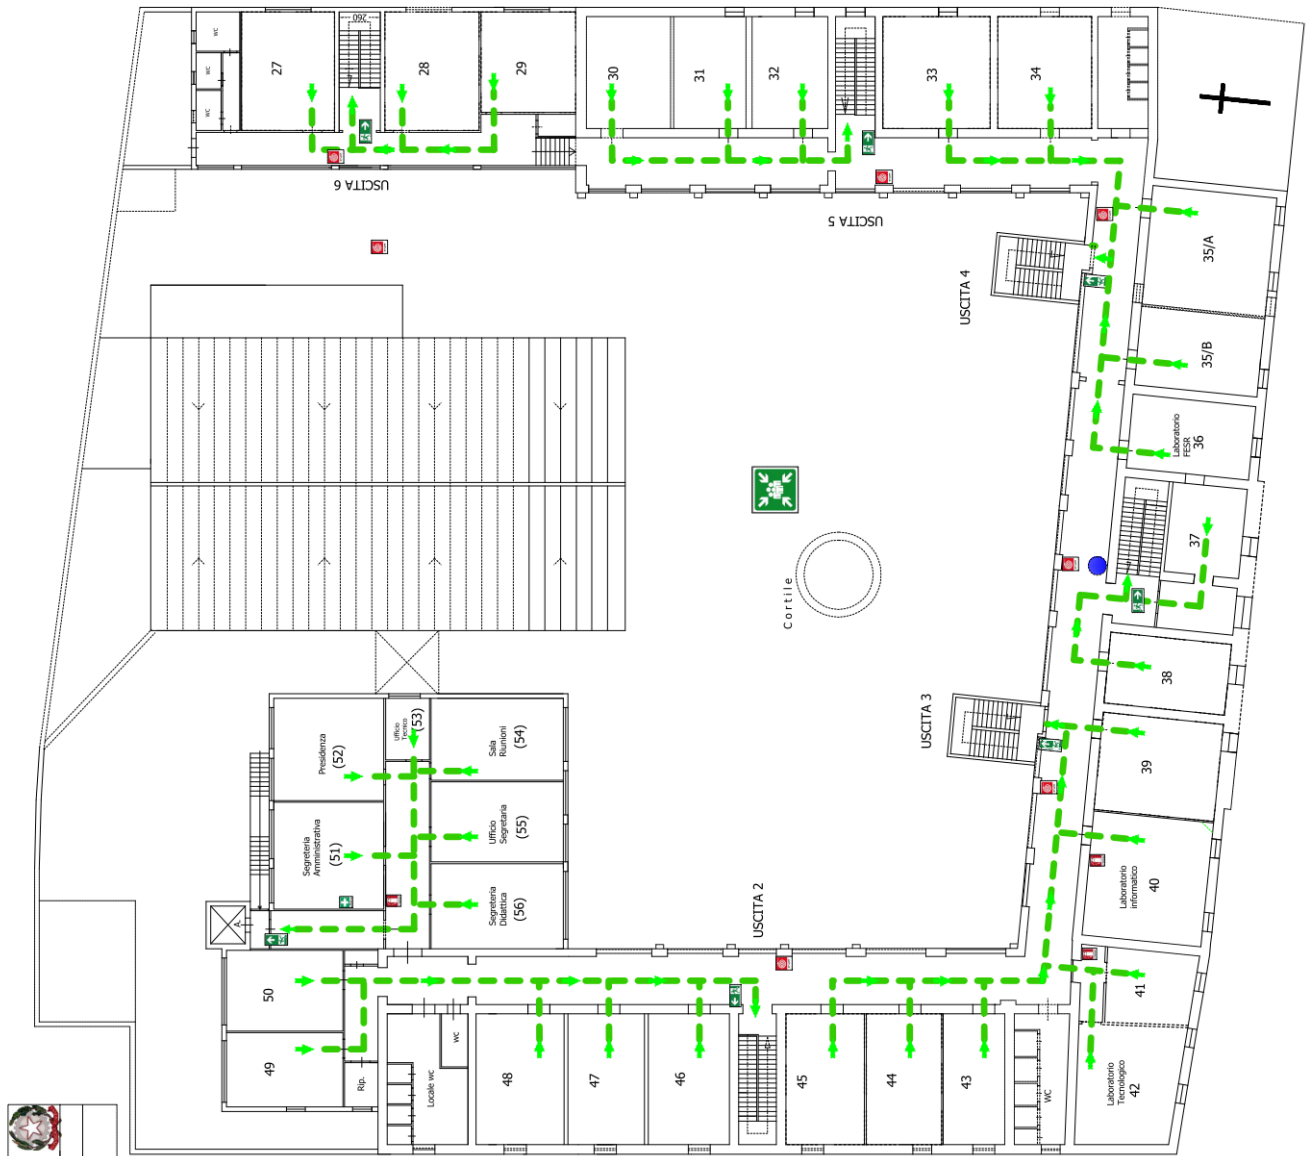 WC
WC
WC
27
260
28
29
30
31
32
33
34
USCITA 6
USCITA 5
35/A
USCITA 4
35/B
Laboratorio
FESR
36
37
Cortile
38
USCITA 3
39
Presidenza
(52)
Ufficio
Tecnico
(53)
Sala
Riunioni
(54)
Segreteria
Amministrativa
(51)
Ufficio
Segretaria
(55)
Segreteria
Didattica
(56)
A.
USCITA 2
Laboratorio
informatico
40
41
50
49
Rip.
Locale wc
WC
48
47
46
45
44
43
WC
Laboratorio
Tecnologico
42